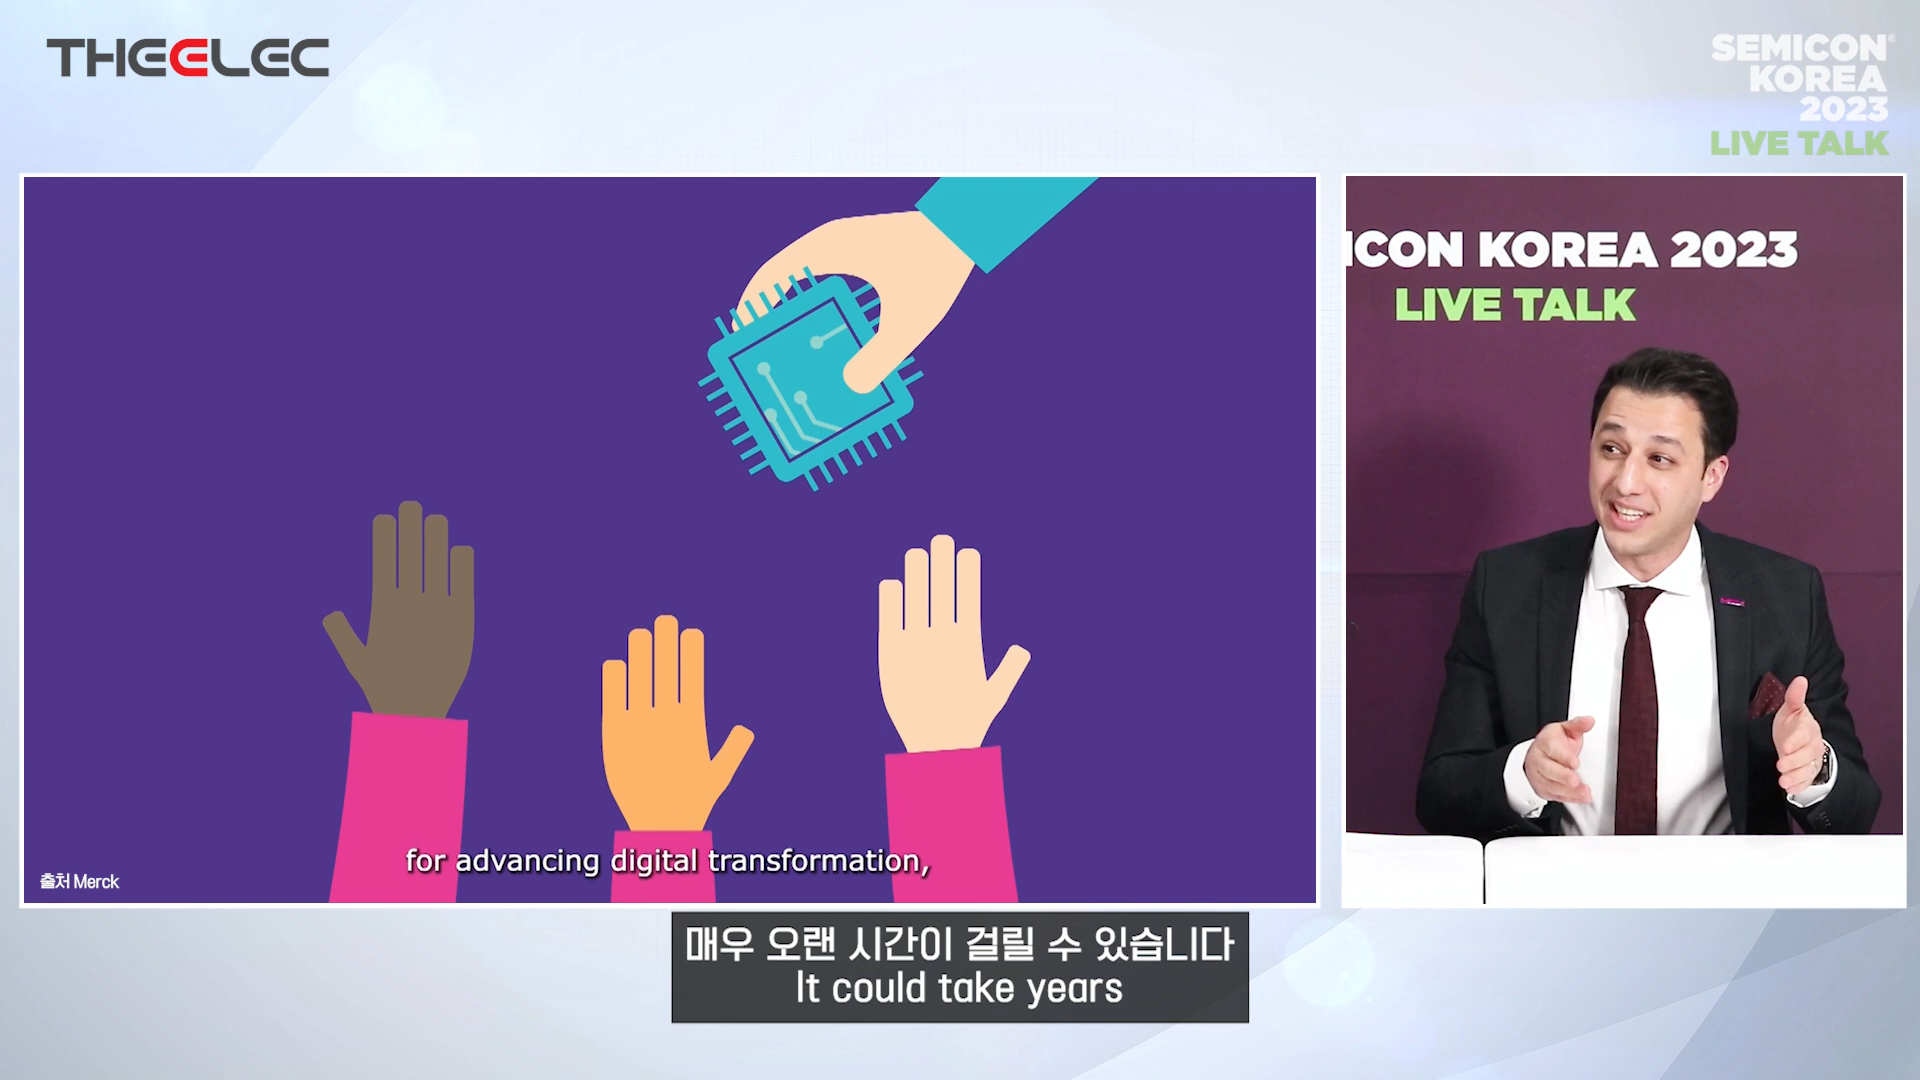 THEELEC
SEMICON®
KOREA
2023
LIVE TALK
ICON KOREA 2023
LIVE TALK
for advancing digital transformation,
출처 Merck
매우 오랜 시간이 걸릴 수 있습니다
It could take years